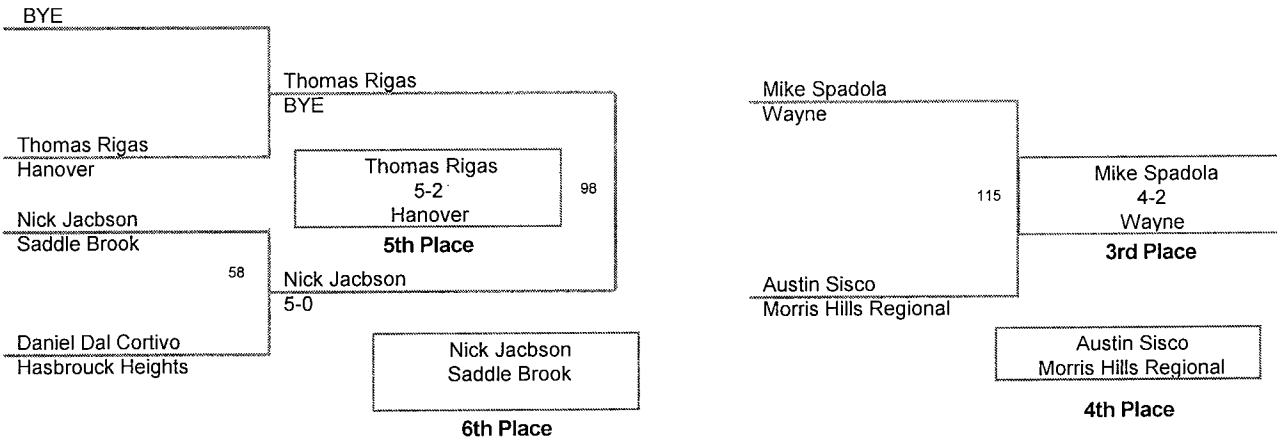 BYE
Thomas Rigas
BYE
Thomas Rigas
Hanover
Thomas Rigas
5-2
Hanover
98
5th Place
Nick Jacbson
Saddle Brook
58
Nick Jacbson
5-0
Daniel Dal Cortivo
Hasbrouck Heights
Nick Jacbson
Saddle Brook
6th Place
Mike Spadola
Wayne
115
Mike Spadola
4-2
Wayne
3rd Place
Austin Sisco
Morris Hills Regional
Austin Sisco
Morris Hills Regional
4th Place